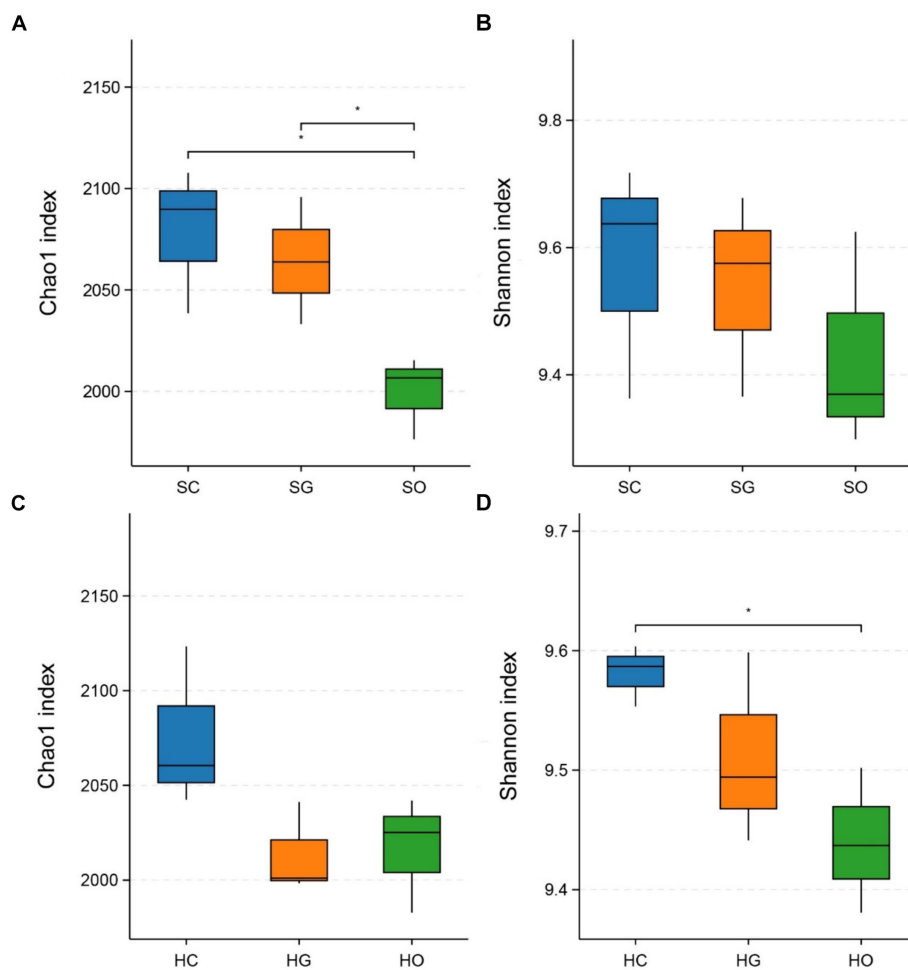 A
Chao1 index
2150
2100
2050
2000
*
*
SC
SG
SO
B
Shannon index
9.8
9.6
9.4
SC
SG
SO
C
Chao1 index
2150
2100
2050
2000
HC
HG
HO
D
Shannon index
9.7
9.6
9.5
9.4
*
HC
HG
HO